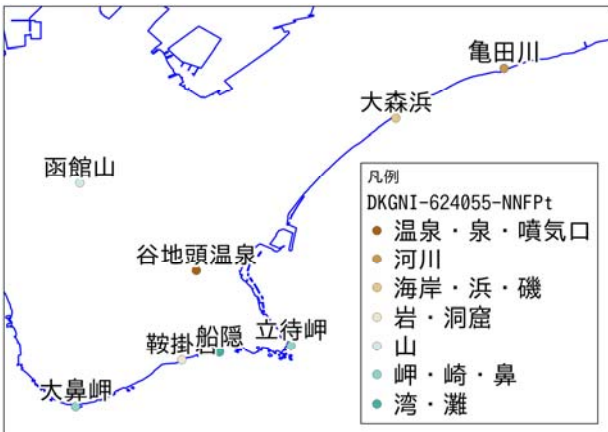 亀田川
大森浜
函館山
谷地頭温泉
鞍掛
船隠
立待岬
大鼻岬
凡例
DKGNI-624055-NNFPt
温泉・泉・噴気口
河川
海岸・浜・磯
岩・洞窟
山
岬・崎・鼻
湾・灘